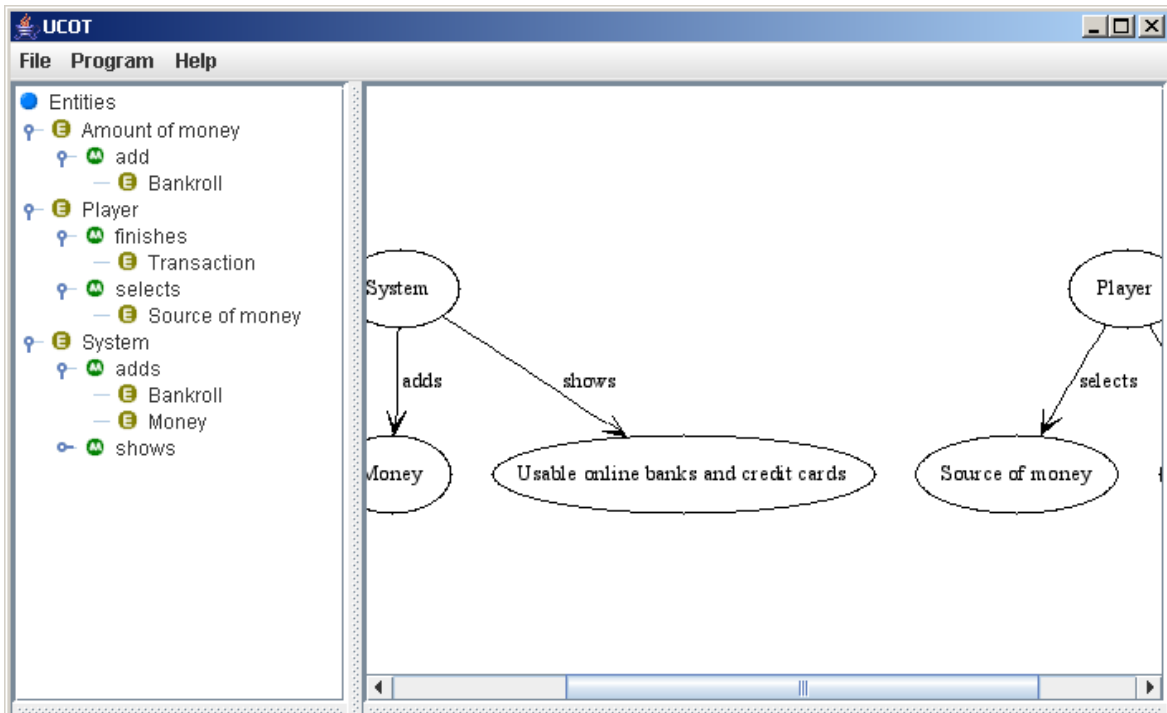 UCOT
File Program Help
Entities
E Amount of money
M add
E Bankroll
E Player
M finishes
E Transaction
M selects
E Source of money
E System
M adds
E Bankroll
E Money
M shows
System
Player
adds
shows
selects
Money
Usable online banks and credit cards
Source of money